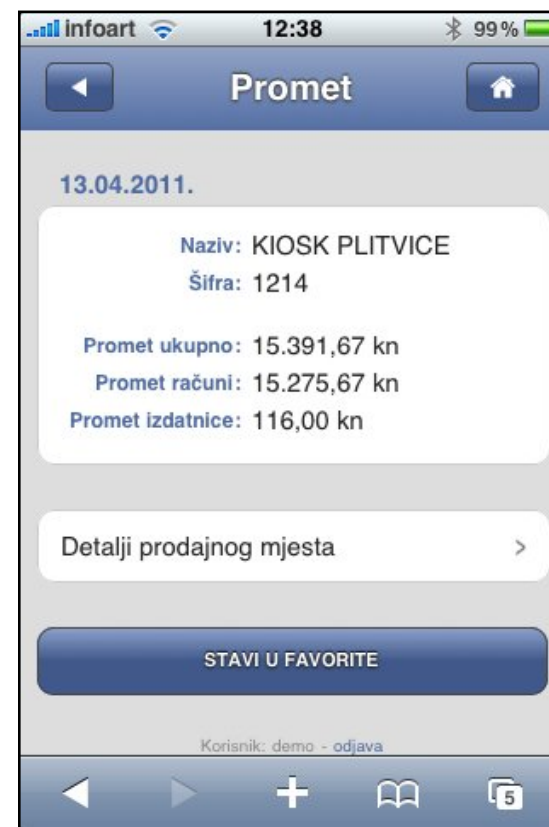 infoart 12:38 99 %
Promet
13.04.2011.
Naziv: KIOSK PLITVICE
Šifra: 1214
Promet ukupno: 15.391,67 kn
Promet računi: 15.275,67 kn
Promet izdatnice: 116,00 kn
Detalji prodajnog mjesta
STAVI U FAVORITE
Korisnik: demo - odjava
5